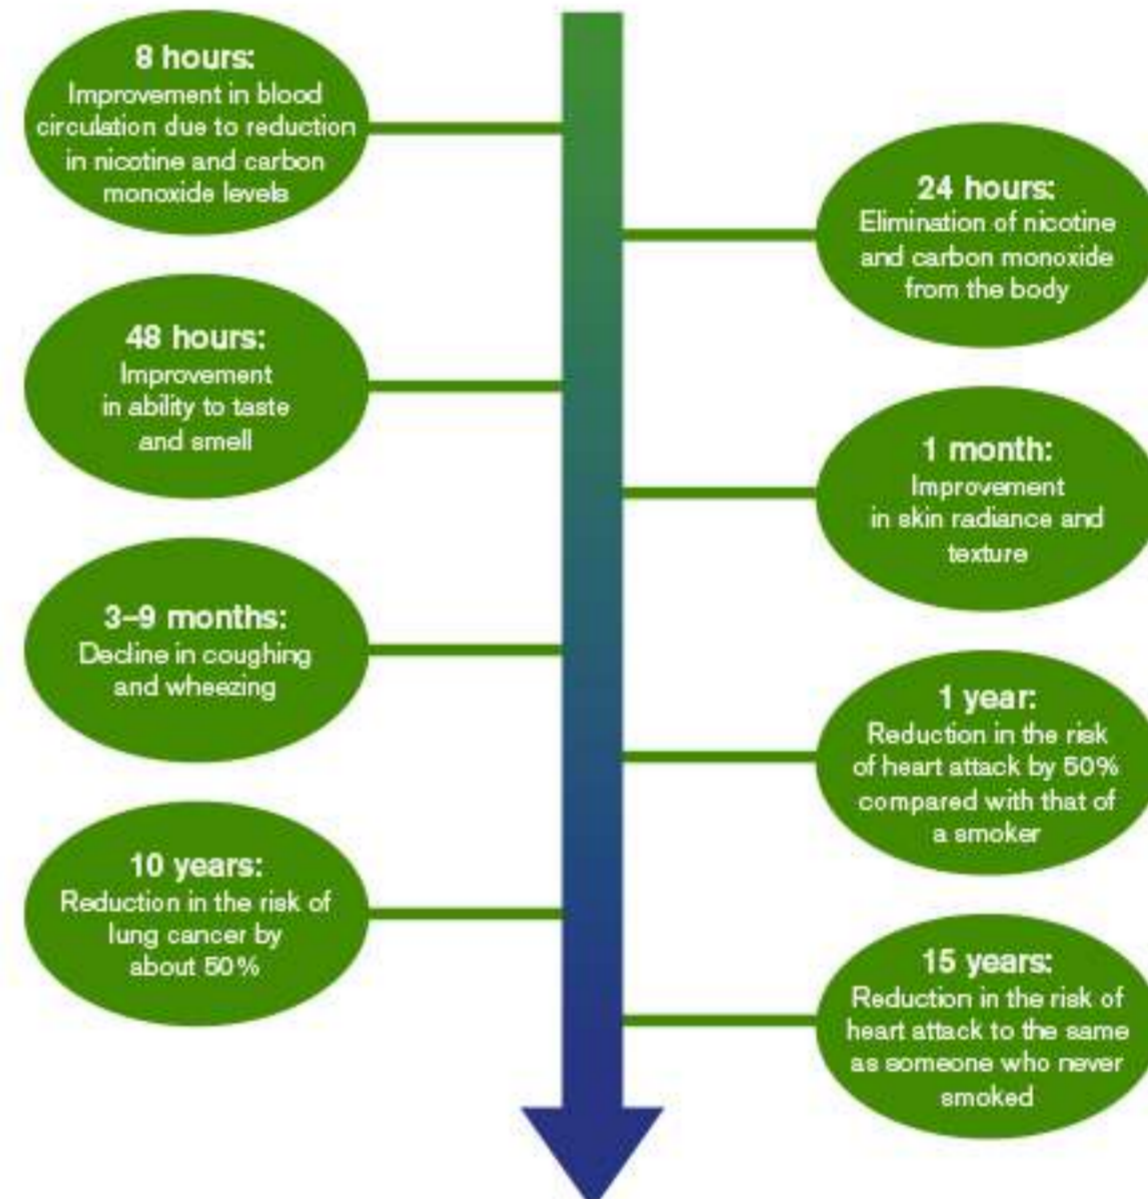 8 hours:
Improvement in blood
circulation due to reduction
in nicotine and carbon
monoxide levels
24 hours:
Elimination of nicotine
and carbon monoxide
from the body
48 hours:
Improvement
in ability to taste
and smell
1 month:
Improvement
in skin radiance and
texture
3–9 months:
Decline in coughing
and wheezing
1 year:
Reduction in the risk
of heart attack by 50%
compared with that of
a smoker
10 years:
Reduction in the risk of
lung cancer by
about 50%
15 years:
Reduction in the risk of
heart attack to the same
as someone who never
smoked